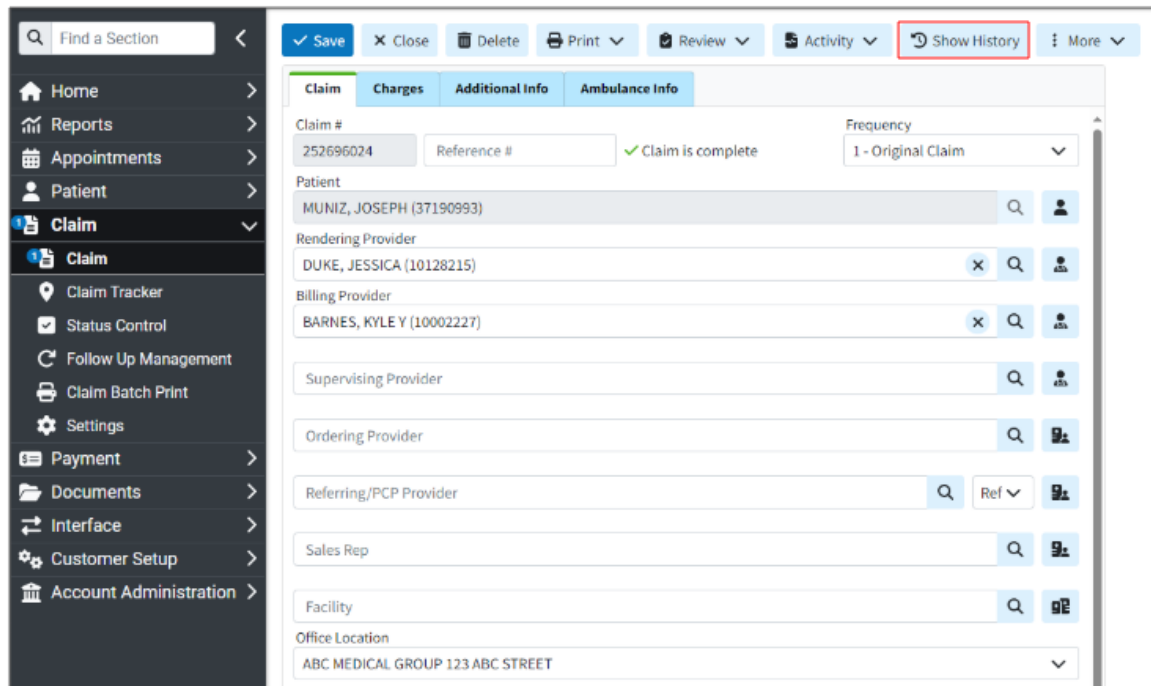 Find a Section
Save Close Delete Print Review Activity Show History More
Home
Reports
Appointments
Patient
1 Claim
1 Claim
Claim Tracker
Status Control
Follow Up Management
Claim Batch Print
Settings
Payment
Documents
Interface
Customer Setup
Account Administration
Claim Charges Additional Info Ambulance Info
Claim # Frequency
252696024 Reference # Claim is complete 1 - Original Claim
Patient
MUNIZ, JOSEPH (37190993)
Rendering Provider
DUKE, JESSICA (10128215)
Billing Provider
BARNES, KYLE Y (10002227)
Supervising Provider
Ordering Provider
Referring/PCP Provider Ref
Sales Rep
Facility
Office Location
ABC MEDICAL GROUP 123 ABC STREET